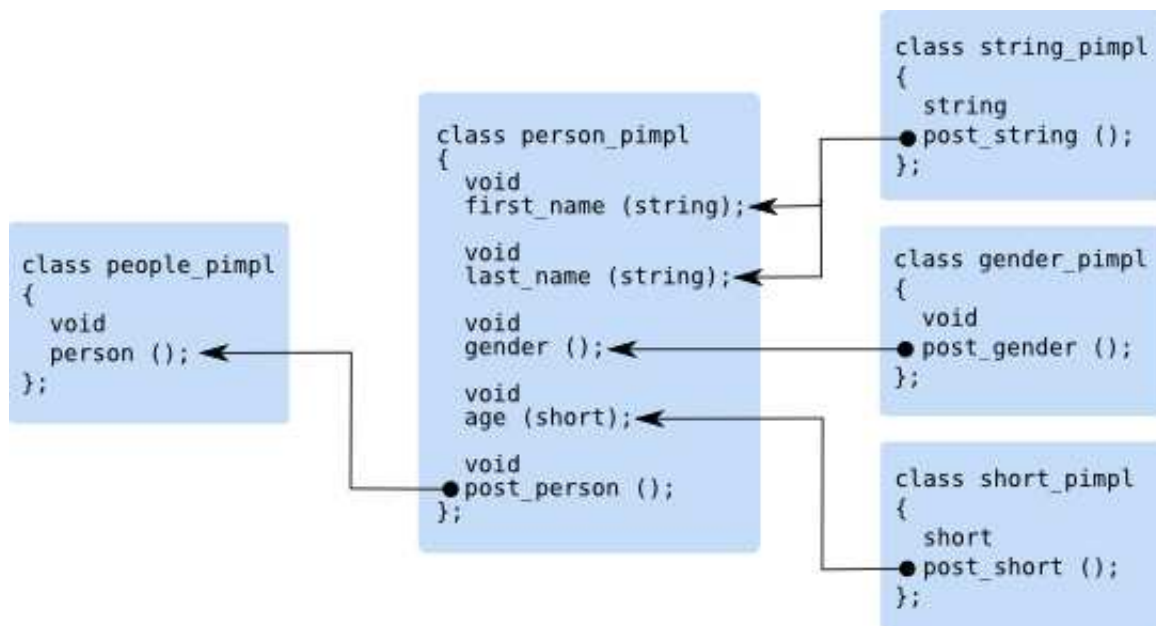 class people_pimpl
{
void
person ();
};
class person_pimpl
{
void
first_name (string);
void
last_name (string);
void
gender ();
void
age (short);
void
post_person ();
};
class string_pimpl
{
string
post_string ();
};
class gender_pimpl
{
void
post_gender ();
};
class short_pimpl
{
short
post_short ();
};